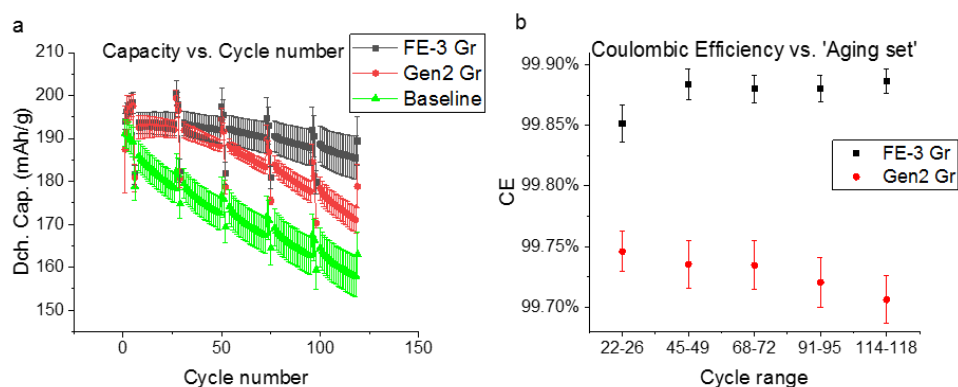 a
Capacity vs. Cycle number
FE-3 Gr
Gen2 Gr
Baseline
210
200
190
180
170
160
150
Dch. Cap. (mAh/g)
0
50
100
150
Cycle number
b
Coulombic Efficiency vs. 'Aging set'
FE-3 Gr
Gen2 Gr
99.90%
99.85%
99.80%
99.75%
99.70%
CE
22-26
45-49
68-72
91-95
114-118
Cycle range